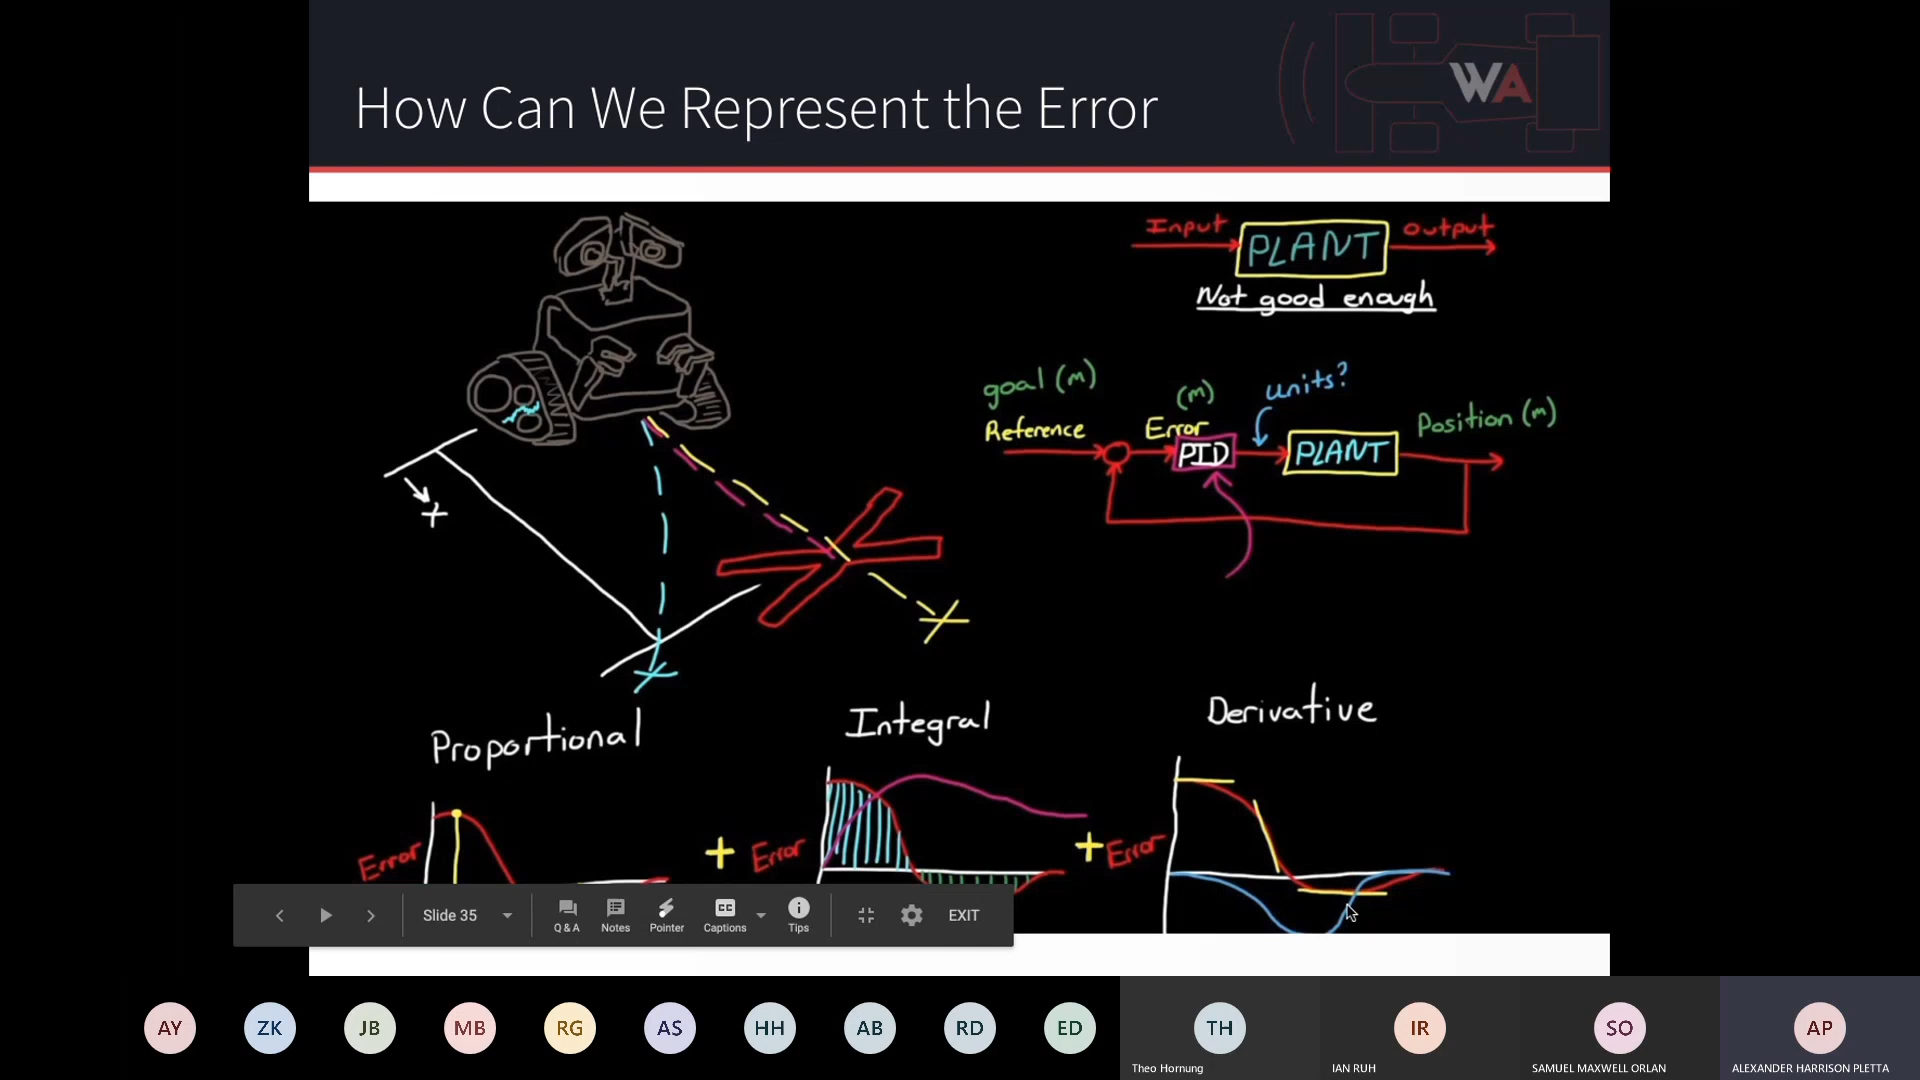 WA
How Can We Represent the Error
Input
PLANT
output
Not good enough
goal (m)
(m)
units?
Position (m)
Reference
Error
PID
PLANT
Proportional
Integral
Derivative
Error
+
Error
+
Error
Slide 35
Q & A
Notes
Pointer
CC
Captions
Tips
EXIT
AY
ZK
JB
MB
RG
AS
HH
AB
RD
ED
TH
IR
SO
AP
Theo Hornung
IAN RUH
SAMUEL MAXWELL ORLAN
ALEXANDER HARRISON PLETTA